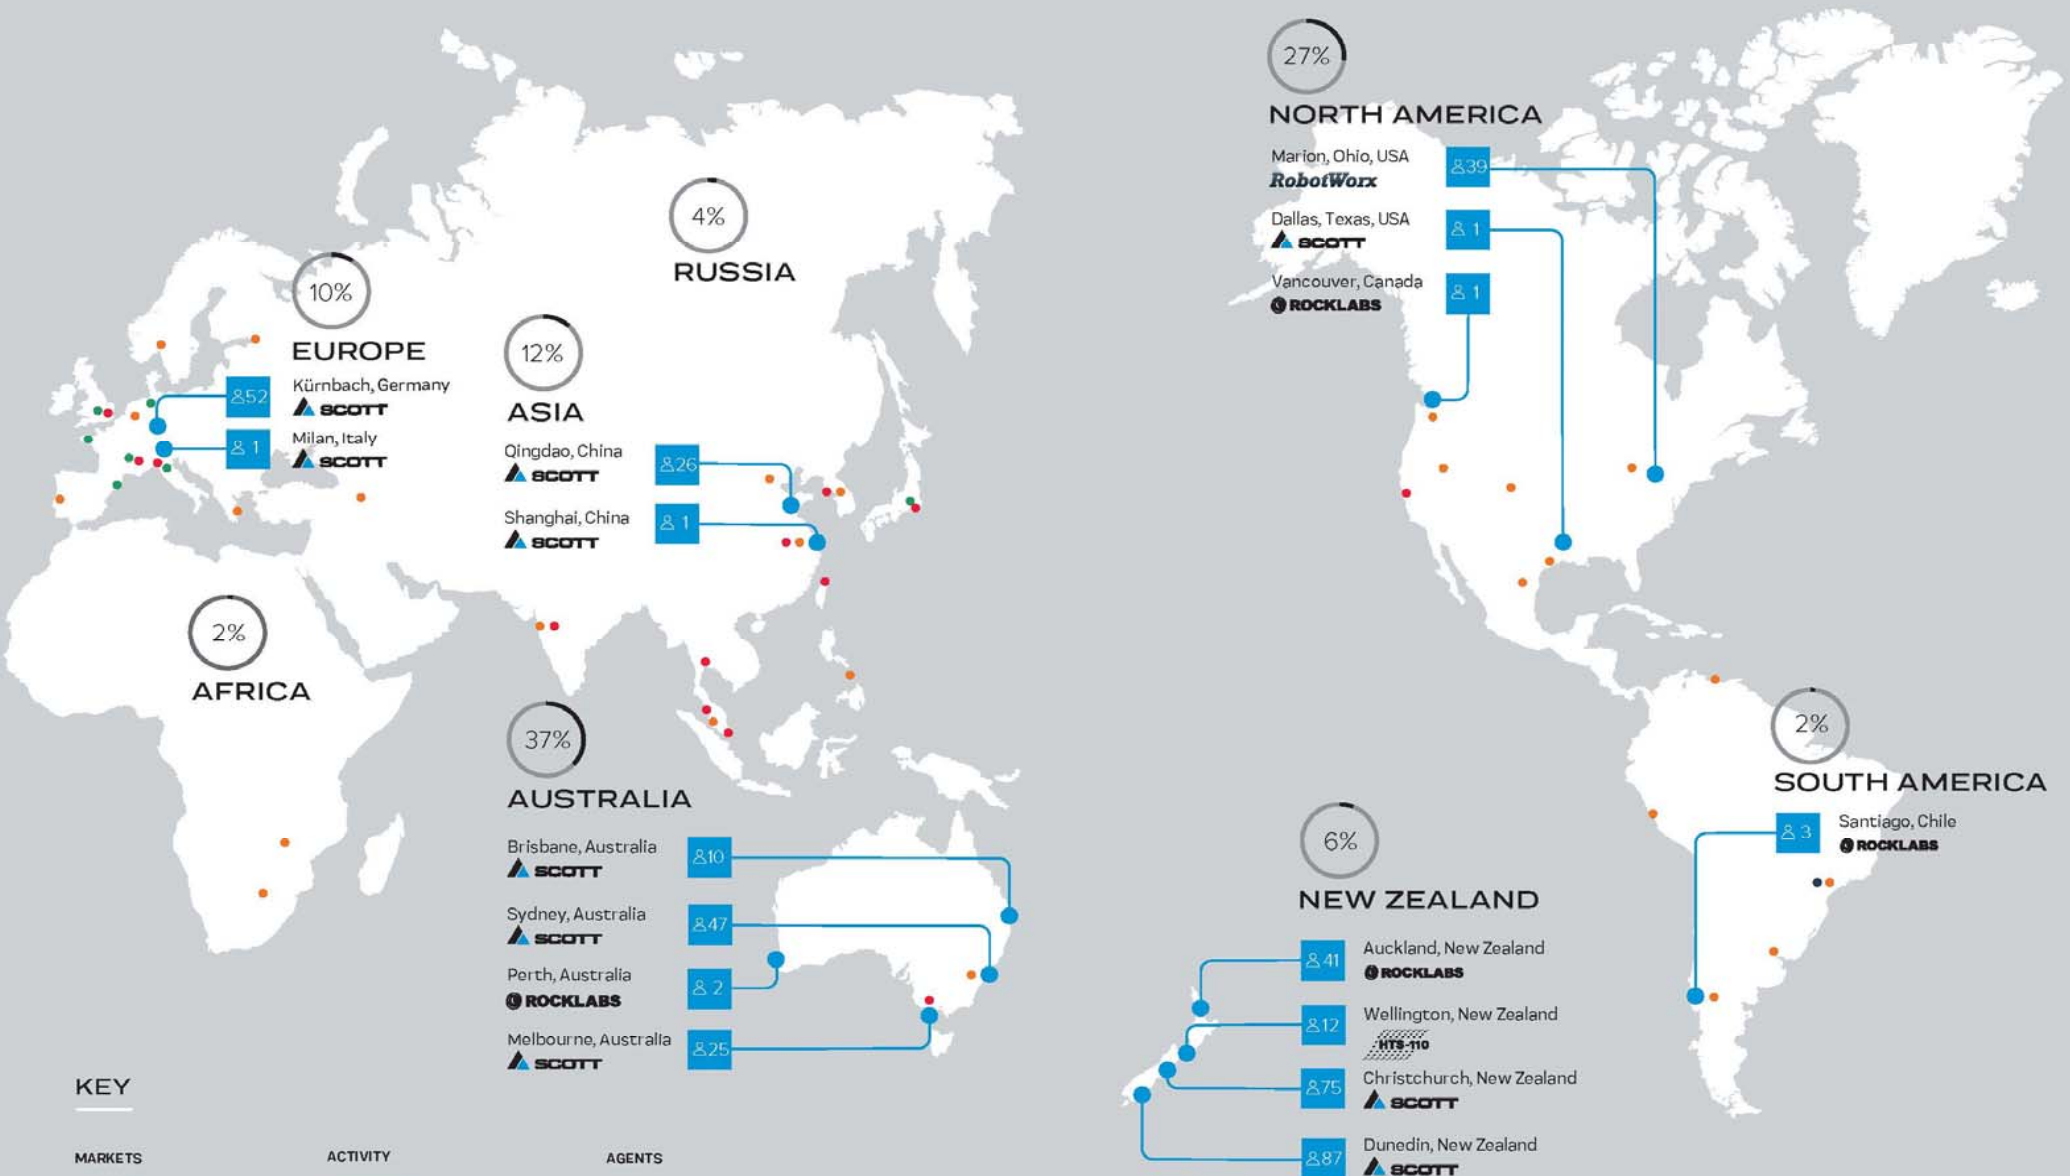 27%
NORTH AMERICA
Marion, Ohio, USA
39
RobotWorx
Dallas, Texas, USA
1
SCOTT
Vancouver, Canada
1
ROCKLABS
4%
RUSSIA
10%
EUROPE
52
Kürnbach, Germany
SCOTT
1
Milan, Italy
SCOTT
12%
ASIA
Qingdao, China
26
SCOTT
Shanghai, China
1
SCOTT
2%
AFRICA
37%
AUSTRALIA
Brisbane, Australia
10
SCOTT
Sydney, Australia
47
SCOTT
Perth, Australia
2
ROCKLABS
Melbourne, Australia
25
SCOTT
2%
SOUTH AMERICA
3
Santiago, Chile
ROCKLABS
6%
NEW ZEALAND
41
Auckland, New Zealand
ROCKLABS
12
Wellington, New Zealand
HTS-110
75
Christchurch, New Zealand
SCOTT
87
Dunedin, New Zealand
SCOTT
KEY
MARKETS
ACTIVITY
AGENTS